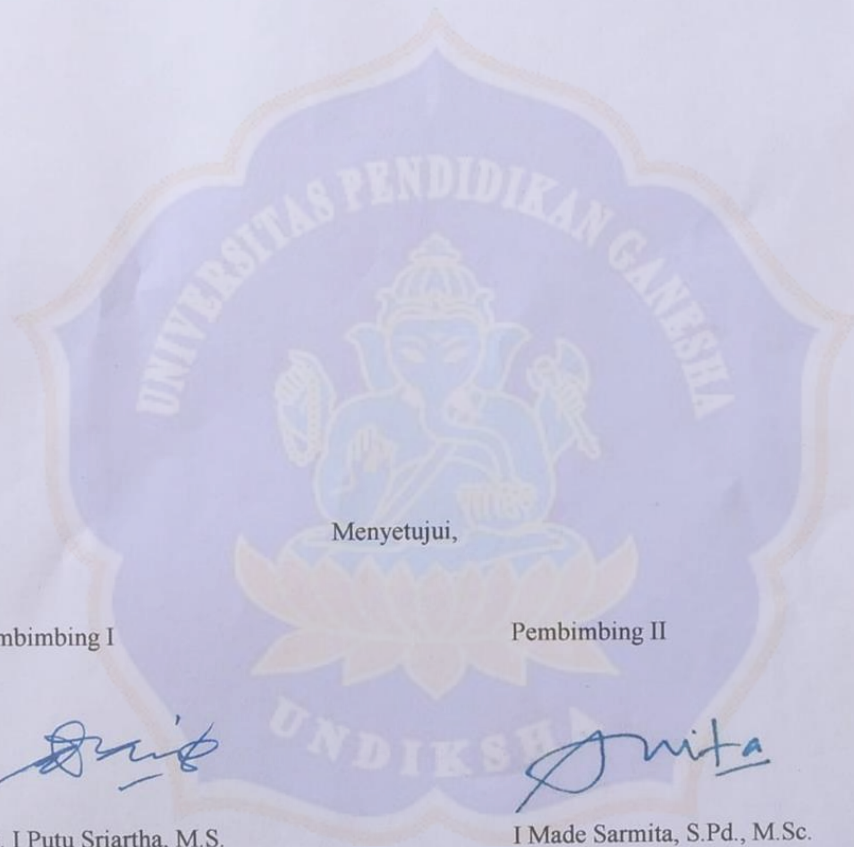 UNIVERSITAS PENDIDIKAN GANESHA
Menyetujui,
mbimbing I
Pembimbing II
UNDIKSHA
I Putu Sriartha, M.S.
I Made Sarmita, S.Pd., M.Sc.